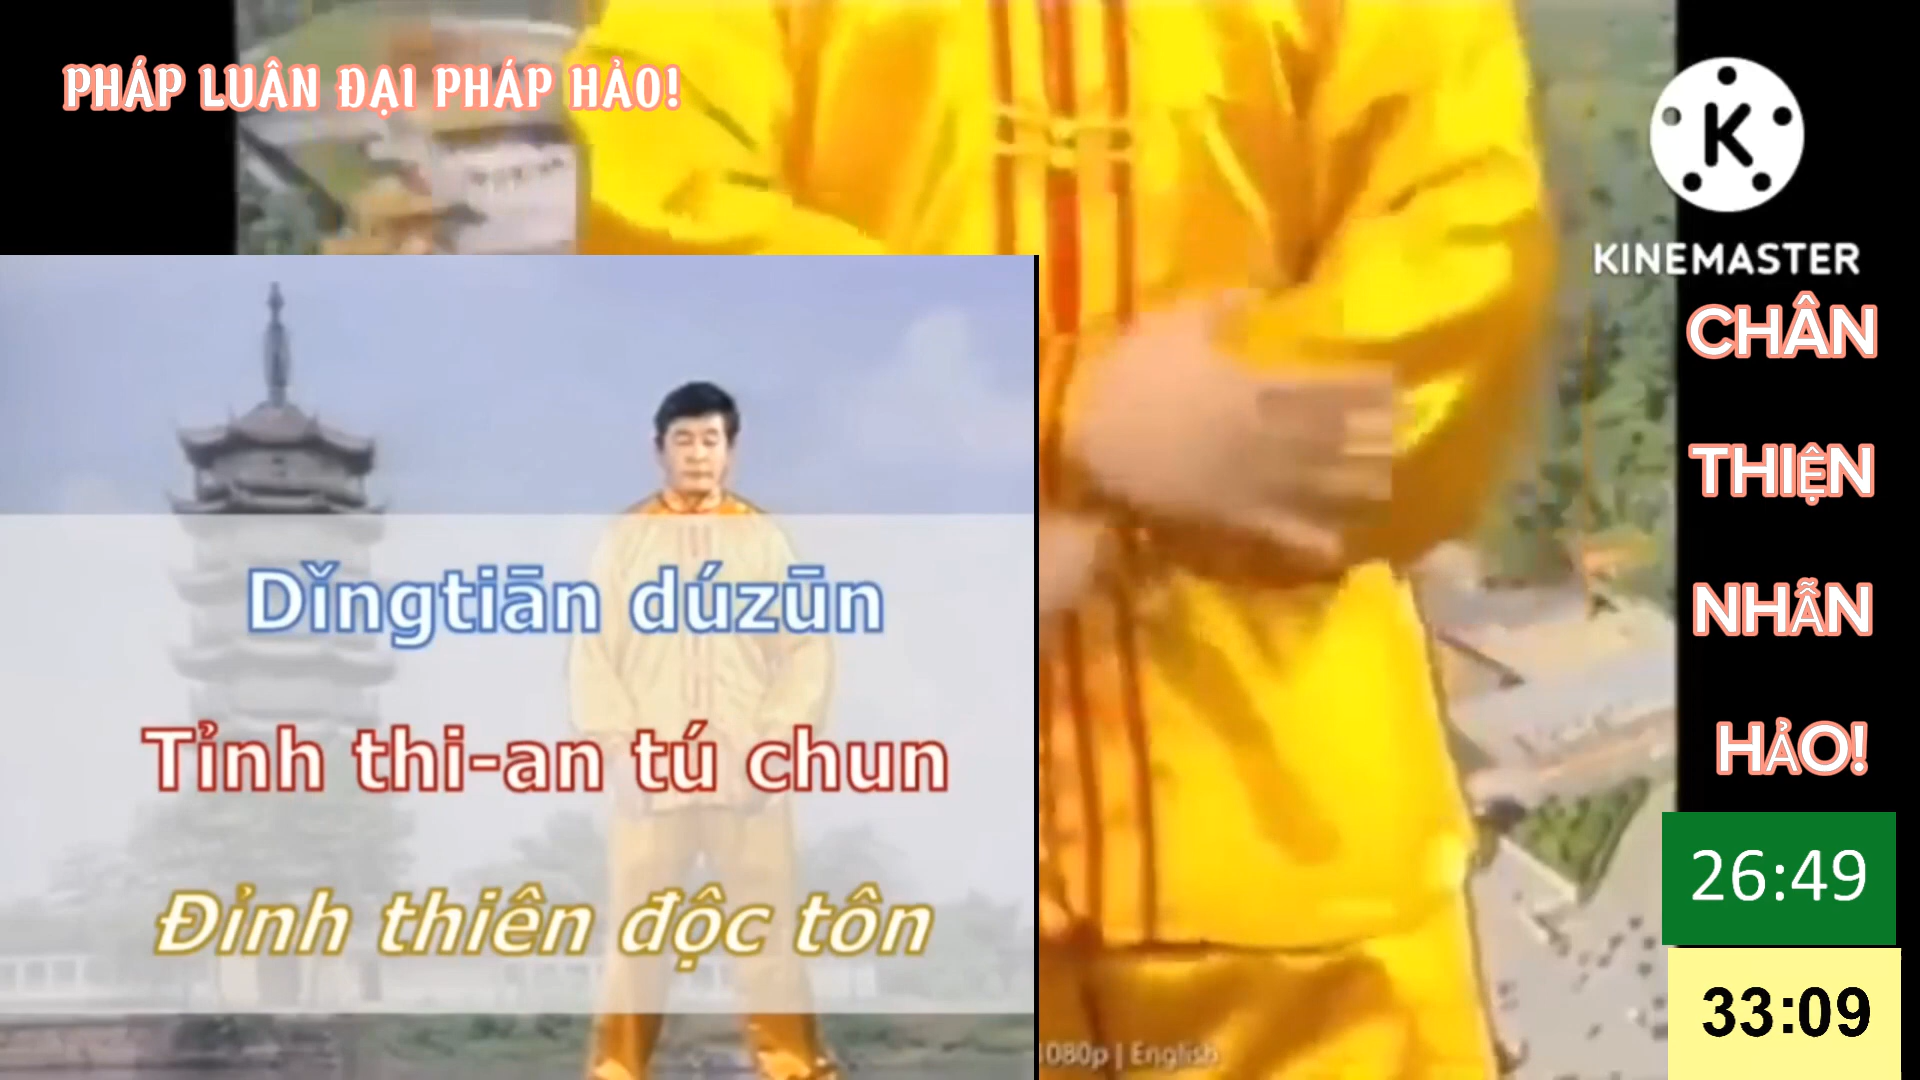 PHÁP LUÂN ĐẠI PHÁP HẢO!
K
KINEMASTER
CHÂN
THIỆN
NHẪN
HẢO!
Dǐngtiān dúzūn
Tỉnh thi-an tú chun
Đỉnh thiên độc tôn
26:49
33:09
1080p | English